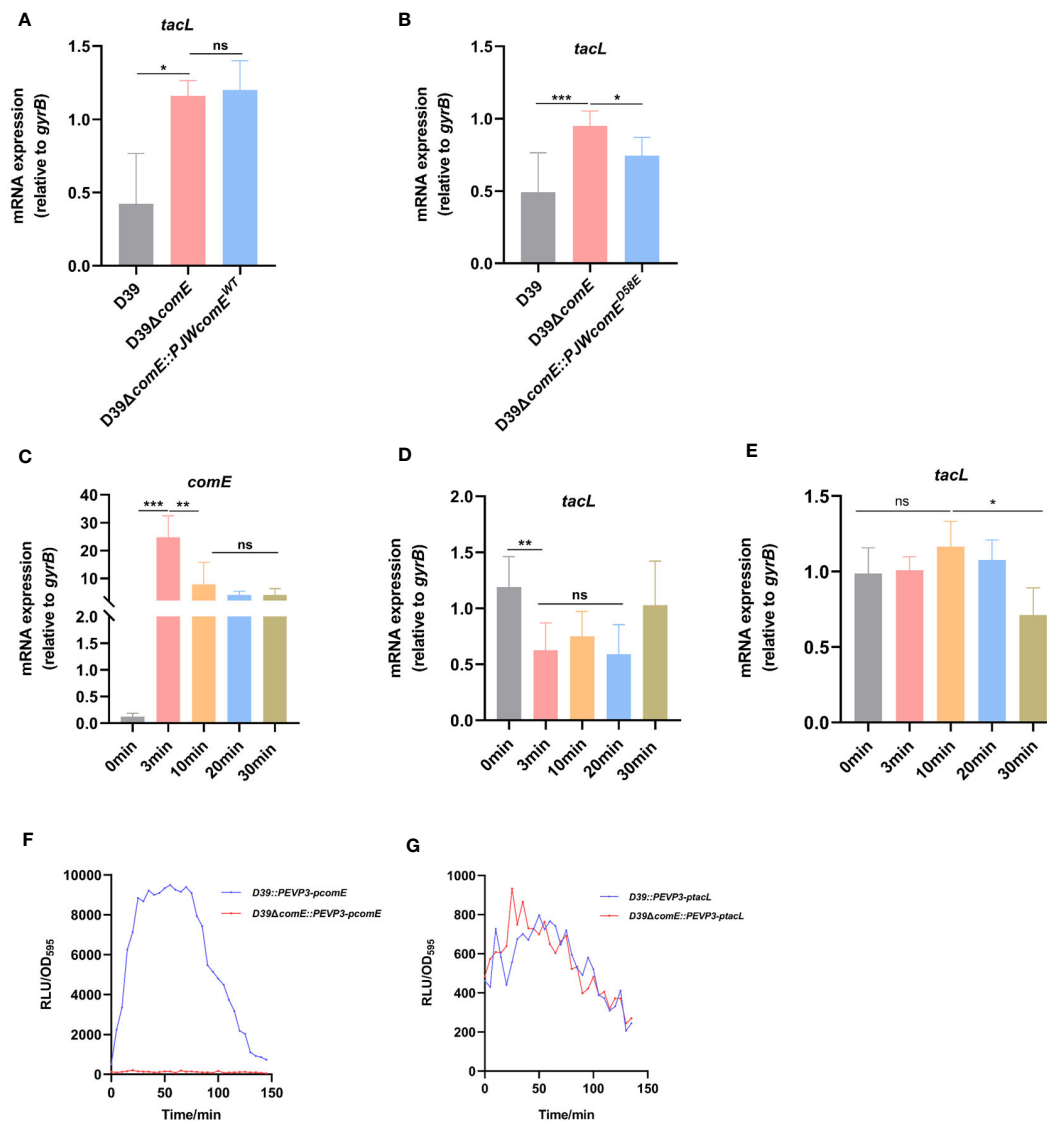 A
tacL
mRNA expression
(relative to gyrB)
1.5
1.0
0.5
0.0
*
ns
D39
D39ΔcomE
D39ΔcomE::PJWcomE^WT
B
tacL
mRNA expression
(relative to gyrB)
1.5
1.0
0.5
0.0
***
*
D39
D39ΔcomE
D39ΔcomE::PJWcomE^D58E
C
comE
mRNA expression
(relative to gyrB)
40
30
20
10
2.0
1.5
1.0
0.5
0.0
***
**
ns
0min
3min
10min
20min
30min
D
tacL
mRNA expression
(relative to gyrB)
2.0
1.5
1.0
0.5
0.0
**
ns
0min
3min
10min
20min
30min
E
tacL
mRNA expression
(relative to gyrB)
1.5
1.0
0.5
1.0
ns
*
0min
3min
10min
20min
30min
F
RLU/OD595
10000
8000
6000
4000
2000
0
0
50
100
150
Time/min
D39::PEVP3-pcomE
D39ΔcomE::PEVP3-pcomE
G
RLU/OD595
1000
800
600
400
200
0
0
50
100
150
Time/min
D39::PEVP3-ptacL
D39ΔcomE::PEVP3-ptacL